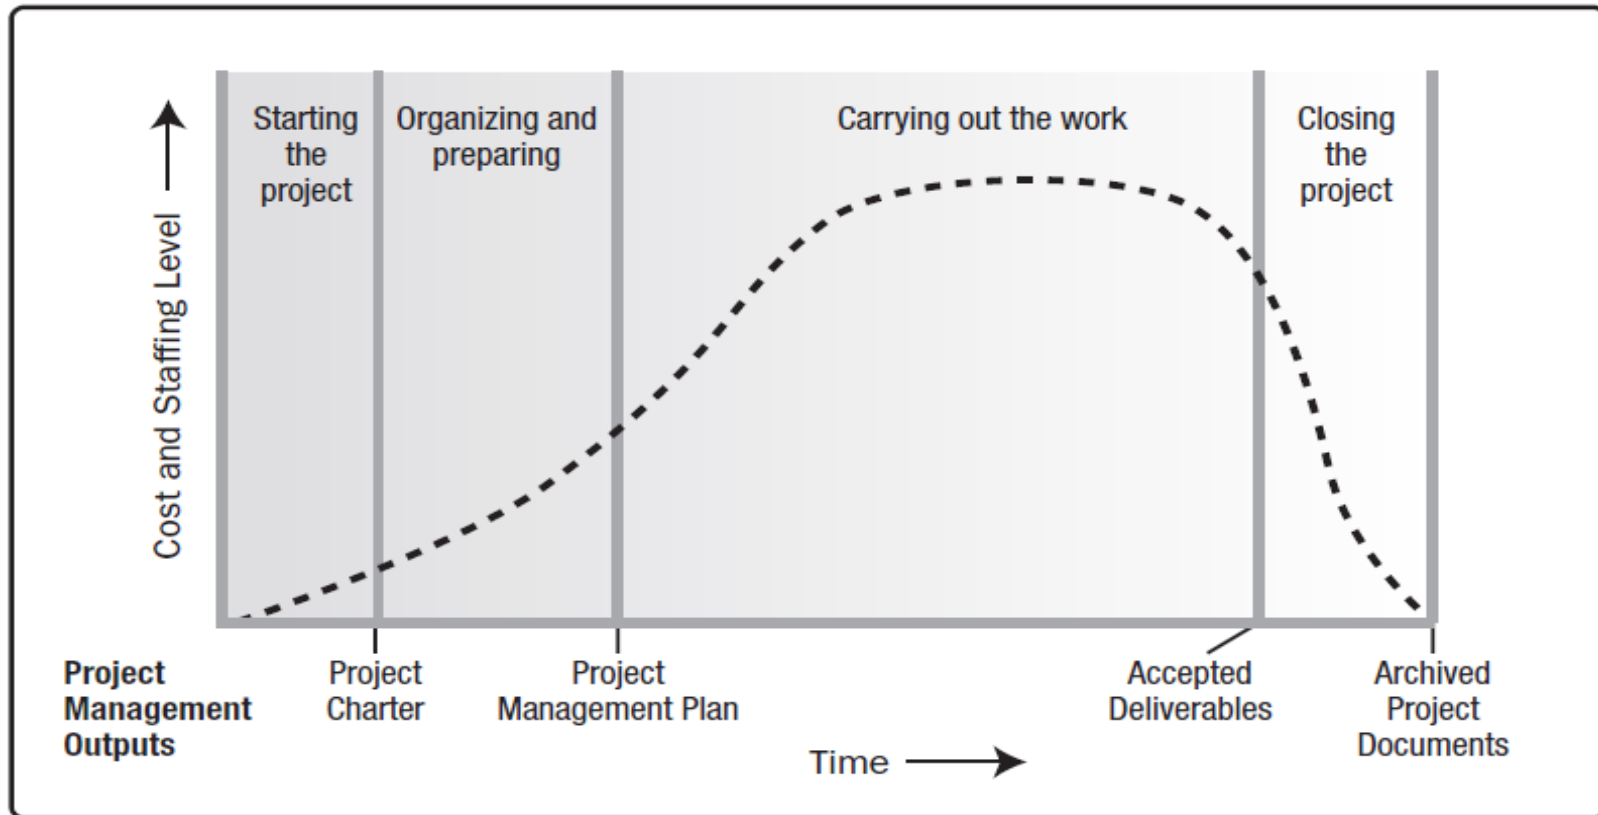 Starting
the
project
Organizing and
preparing
Carrying out the work
Closing
the
project
Cost and Staffing Level
Project
Management
Outputs
Project
Charter
Project
Management Plan
Accepted
Deliverables
Archived
Project
Documents
Time